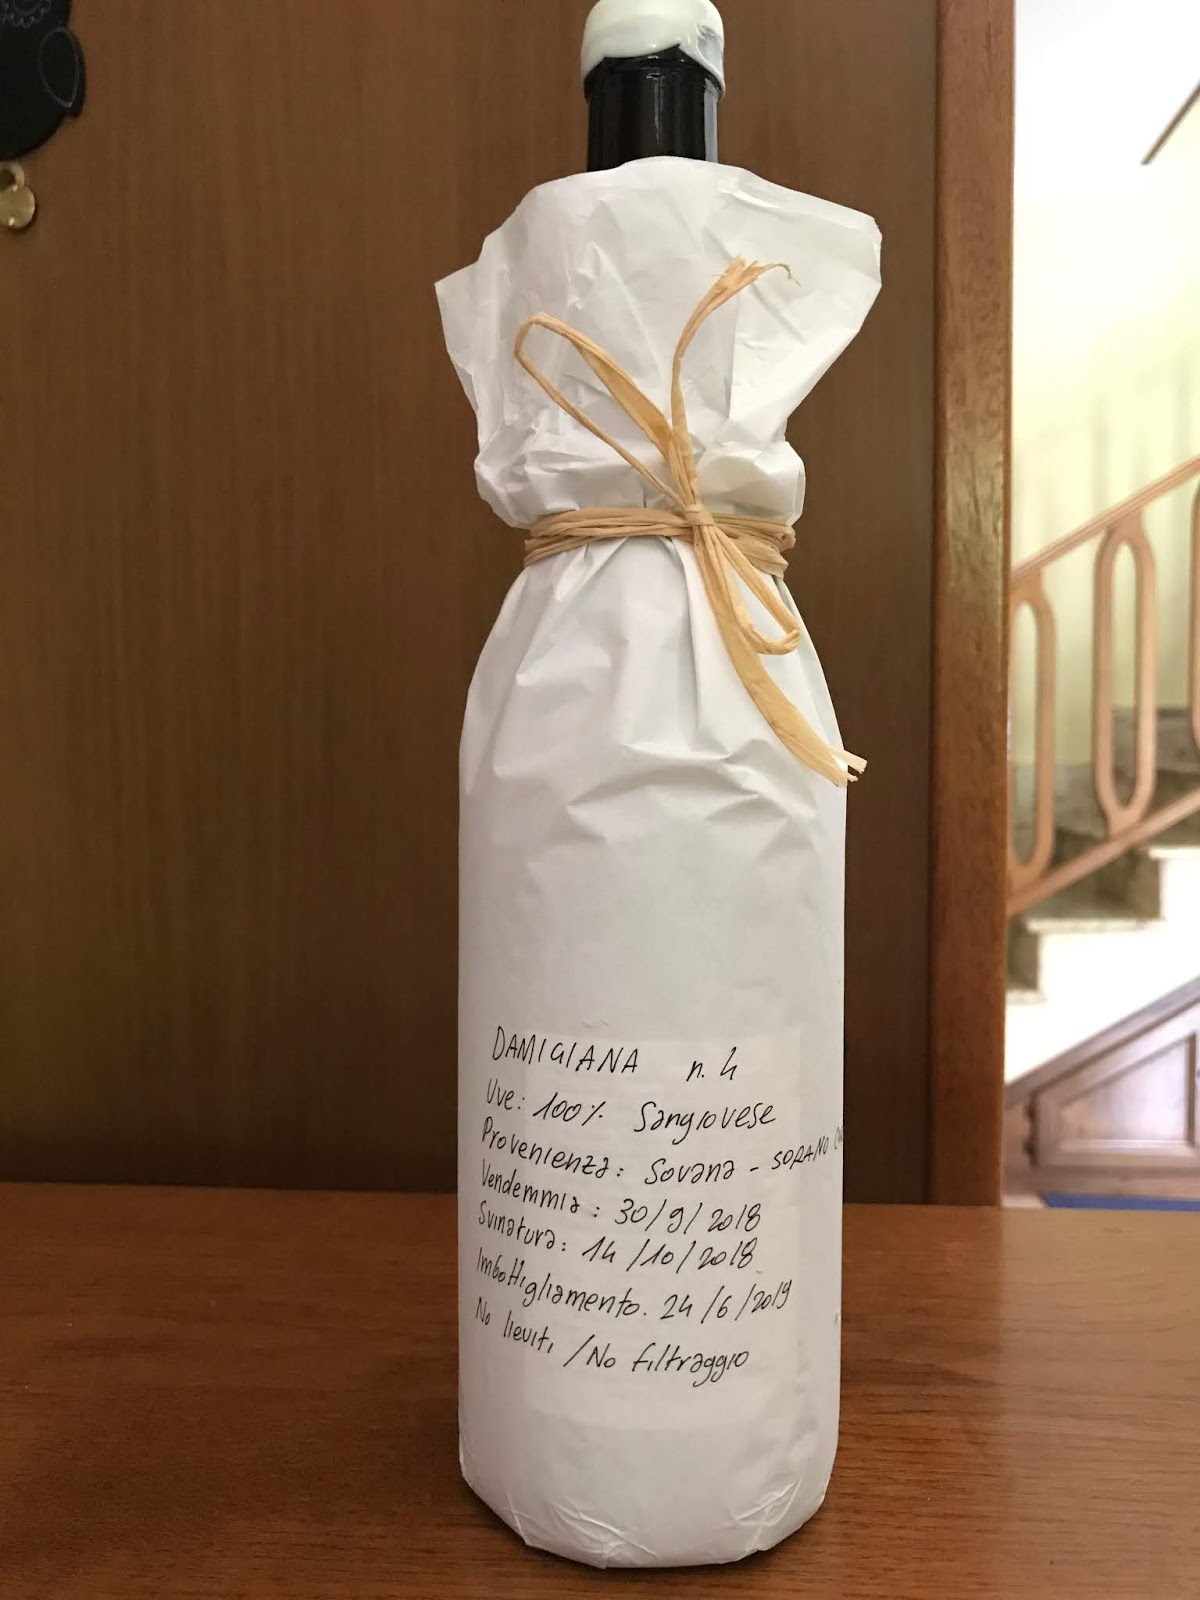 DAMIGIANA n. 4
Uve: 100% Sangiovese
Provenienza: Sovana - SORANO
Vendemmia: 30/9/2018
Svinatura: 14/10/2018
Imbottigliamento. 24/6/2019
No lieviti / No filtraggio